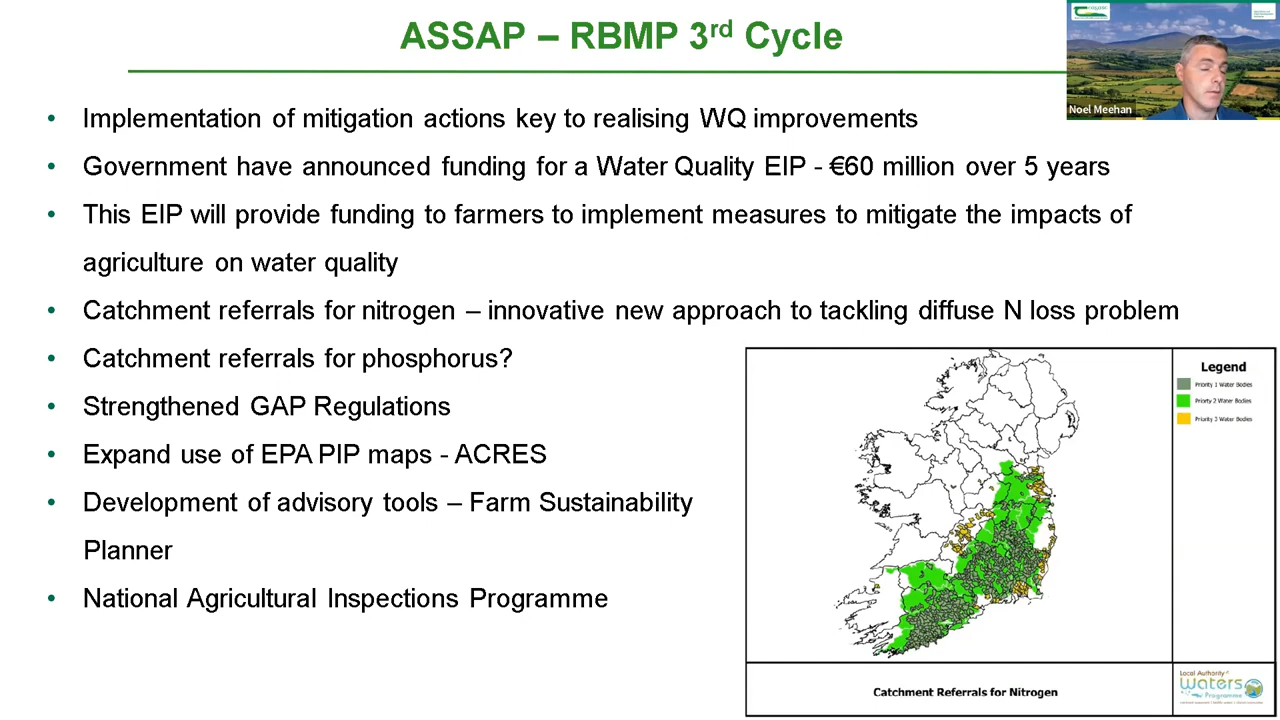 ASSAP – RBMP 3rd Cycle
Noel Meehan
• Implementation of mitigation actions key to realising WQ improvements
• Government have announced funding for a Water Quality EIP - €60 million over 5 years
• This EIP will provide funding to farmers to implement measures to mitigate the impacts of
agriculture on water quality
• Catchment referrals for nitrogen – innovative new approach to tackling diffuse N loss problem
• Catchment referrals for phosphorus?
• Strengthened GAP Regulations
• Expand use of EPA PIP maps - ACRES
• Development of advisory tools – Farm Sustainability
Planner
• National Agricultural Inspections Programme
Legend
Priority 1 Water Bodies
Priority 2 Water Bodies
Priority 3 Water Bodies
Catchment Referrals for Nitrogen
Local Authority
Waters
Programme